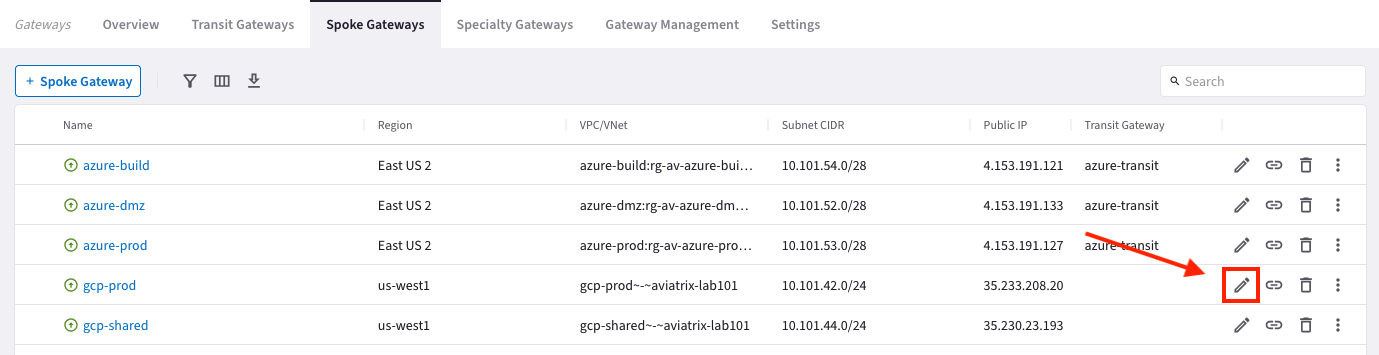 Gateways Overview Transit Gateways Spoke Gateways Specialty Gateways Gateway Management Settings
+ Spoke Gateway Search
Name Region VPC/VNet Subnet CIDR Public IP Transit Gateway
azure-build East US 2 azure-build:rg-av-azure-bui… 10.101.54.0/28 4.153.191.121 azure-transit
azure-dmz East US 2 azure-dmz:rg-av-azure-dm… 10.101.52.0/28 4.153.191.133 azure-transit
azure-prod East US 2 azure-prod:rg-av-azure-pro… 10.101.53.0/28 4.153.191.127 azure-transit
gcp-prod us-west1 gcp-prod~-~aviatrix-lab101 10.101.42.0/24 35.233.208.20
gcp-shared us-west1 gcp-shared~-~aviatrix-lab101 10.101.44.0/24 35.230.23.193